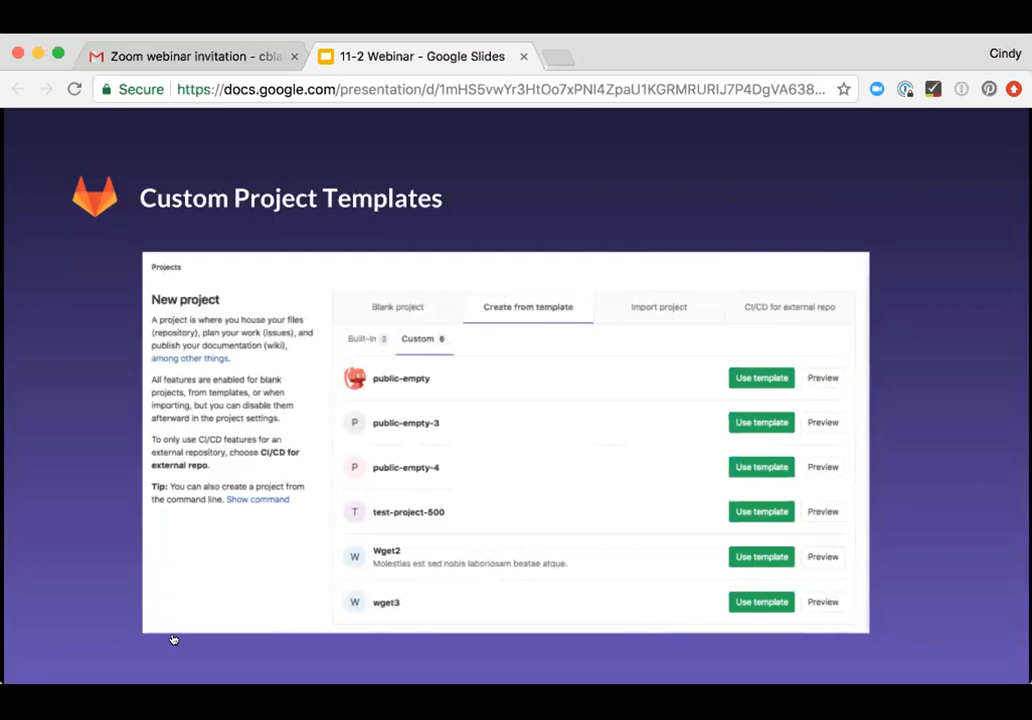 Zoom webinar invitation - cbla
11-2 Webinar - Google Slides
Cindy
Secure
https://docs.google.com/presentation/d/1mHS5vwYr3HtOo7xPNI4ZpaU1KGRMRURIJ7P4DgVA638...
Custom Project Templates
Projects
New project
A project is where you house your files
(repository), plan your work (issues), and
publish your documentation (wiki),
among other things.
All features are enabled for blank
projects, from templates, or when
importing, but you can disable them
afterward in the project settings.
To only use CI/CD features for an
external repository, choose CI/CD for
external repo.
Tip: You can also create a project from
the command line. Show command
Blank project
Create from template
Import project
CI/CD for external repo
Built-in 3
Custom 6
public-empty
Use template
Preview
P
public-empty-3
Use template
Preview
P
public-empty-4
Use template
Preview
T
test-project-500
Use template
Preview
W
Wget2
Molestias est sed nobis laboriosam beatae atque.
Use template
Preview
W
wget3
Use template
Preview